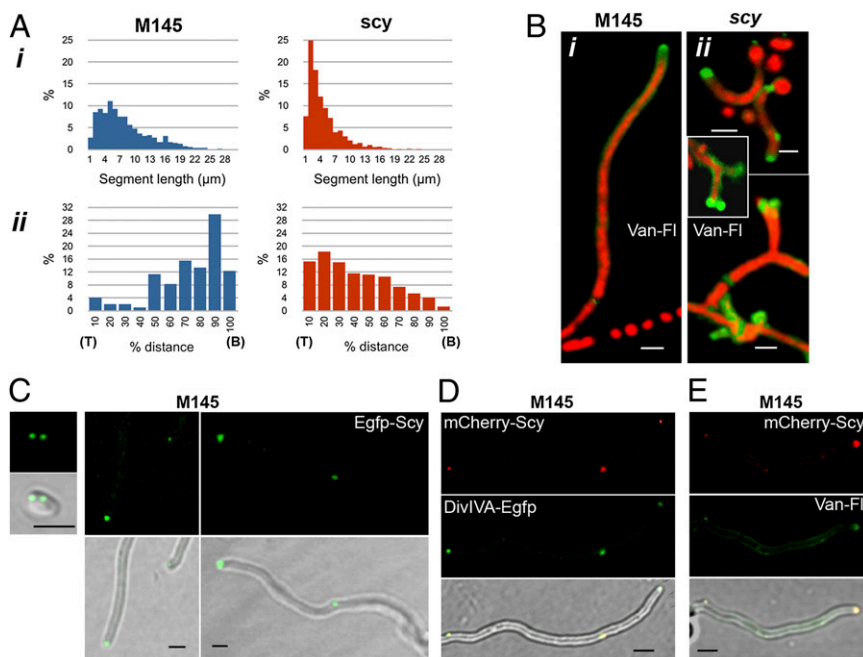 A
M145
scy
i
%
25
20
15
10
5
0
1 4 7 10 13 16 19 22 25 28
Segment length (µm)
%
25
20
15
10
5
0
1 4 7 10 13 16 19 22 25 28
Segment length (µm)
ii
%
32
28
24
20
16
12
8
4
0
10 20 30 40 50 60 70 80 90 100
(T) % distance (B)
%
32
28
24
20
16
12
8
4
0
10 20 30 40 50 60 70 80 90 100
(T) % distance (B)
B
M145
scy
i
ii
Van-Fl
Van-Fl
C
M145
Egfp-Scy
D
M145
mCherry-Scy
DivIVA-Egfp
E
M145
mCherry-Scy
Van-Fl